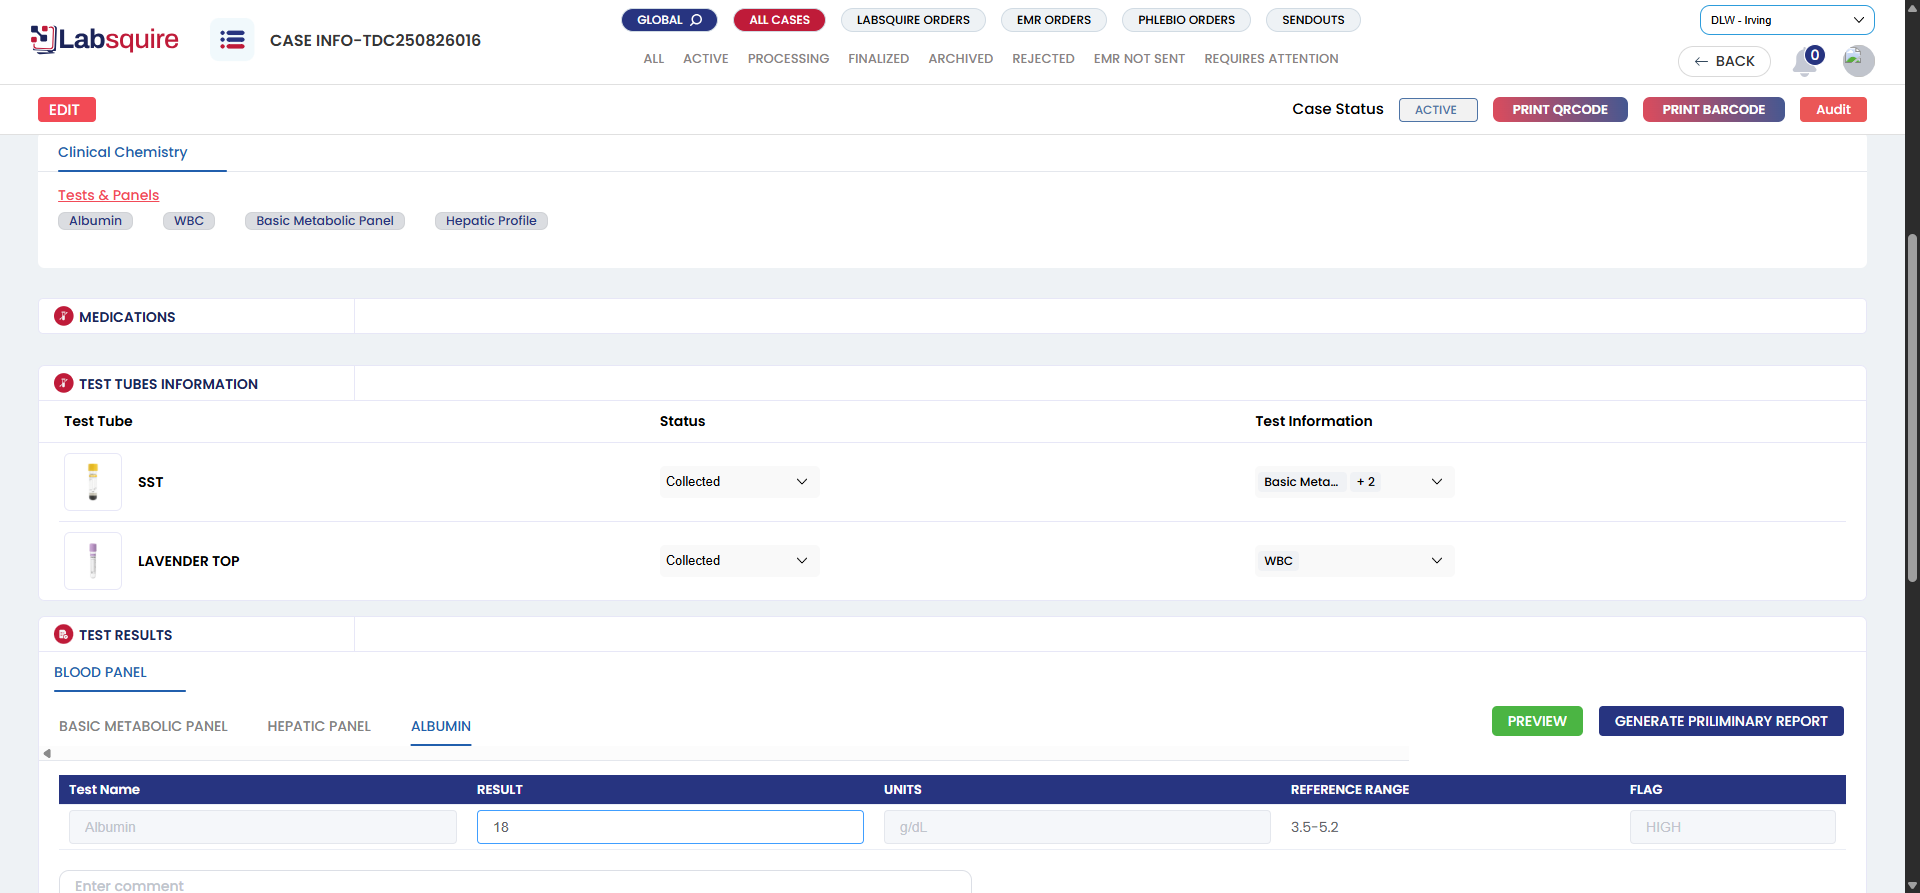 Labsquire
CASE INFO-TDC250826016
GLOBAL
ALL CASES
LABSQUIRE ORDERS
EMR ORDERS
PHLEBIO ORDERS
SENDOUTS
DLW - Irving
ALL
ACTIVE
PROCESSING
FINALIZED
ARCHIVED
REJECTED
EMR NOT SENT
REQUIRES ATTENTION
BACK
0
EDIT
Case Status
ACTIVE
PRINT QRCODE
PRINT BARCODE
Audit
Clinical Chemistry
Tests & Panels
Albumin
WBC
Basic Metabolic Panel
Hepatic Profile
MEDICATIONS
TEST TUBES INFORMATION
Test Tube
Status
Test Information
SST
Collected
Basic Meta...
+ 2
LAVENDER TOP
Collected
WBC
TEST RESULTS
BLOOD PANEL
BASIC METABOLIC PANEL
HEPATIC PANEL
ALBUMIN
PREVIEW
GENERATE PRILIMINARY REPORT
Test Name
RESULT
UNITS
REFERENCE RANGE
FLAG
Albumin
18
g/dL
3.5-5.2
HIGH
Enter comment